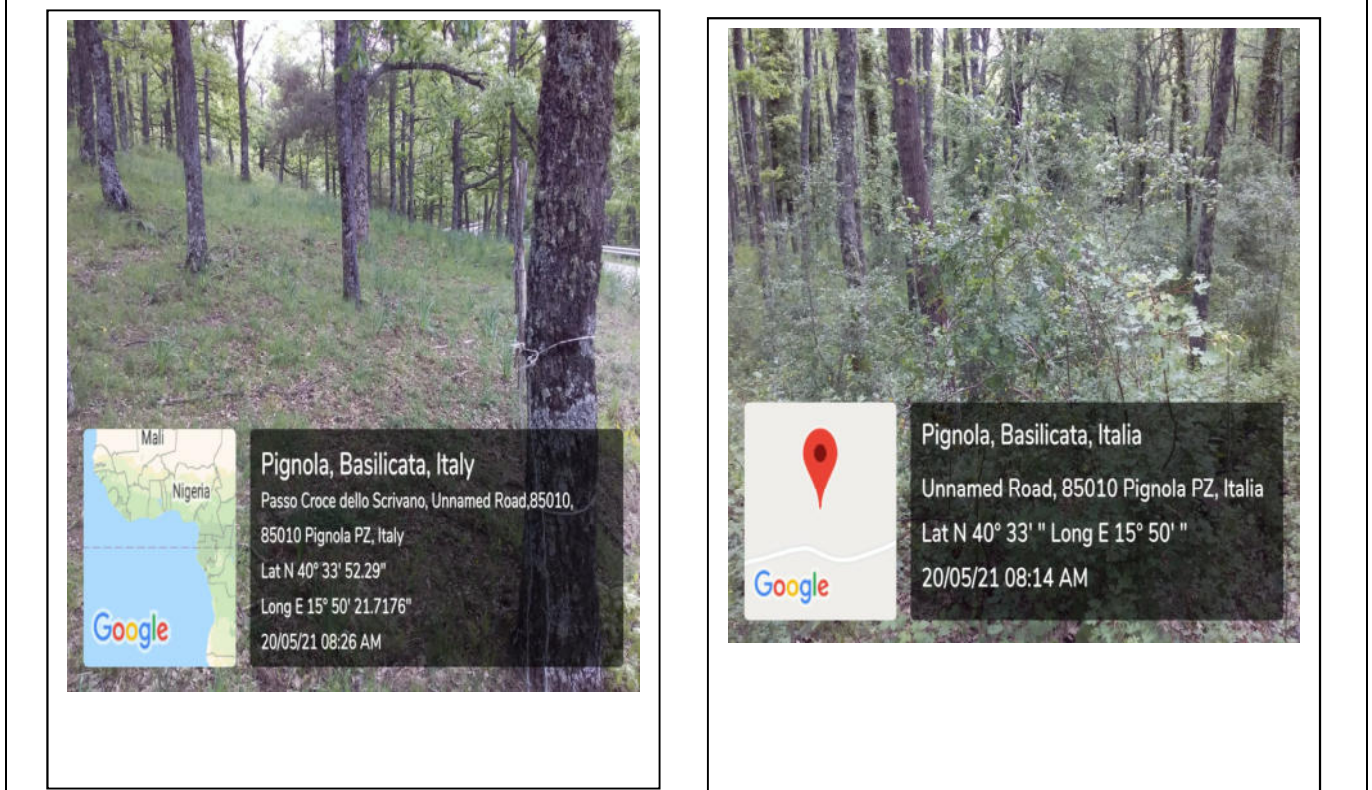 Mali
Nigeria
Google
Pignola, Basilicata, Italy
Passo Croce dello Scrivano, Unnamed Road,85010,
85010 Pignola PZ, Italy
Lat N 40° 33' 52.29"
Long E 15° 50' 21.7176"
20/05/21 08:26 AM
Google
Pignola, Basilicata, Italia
Unnamed Road, 85010 Pignola PZ, Italia
Lat N 40° 33' " Long E 15° 50' "
20/05/21 08:14 AM